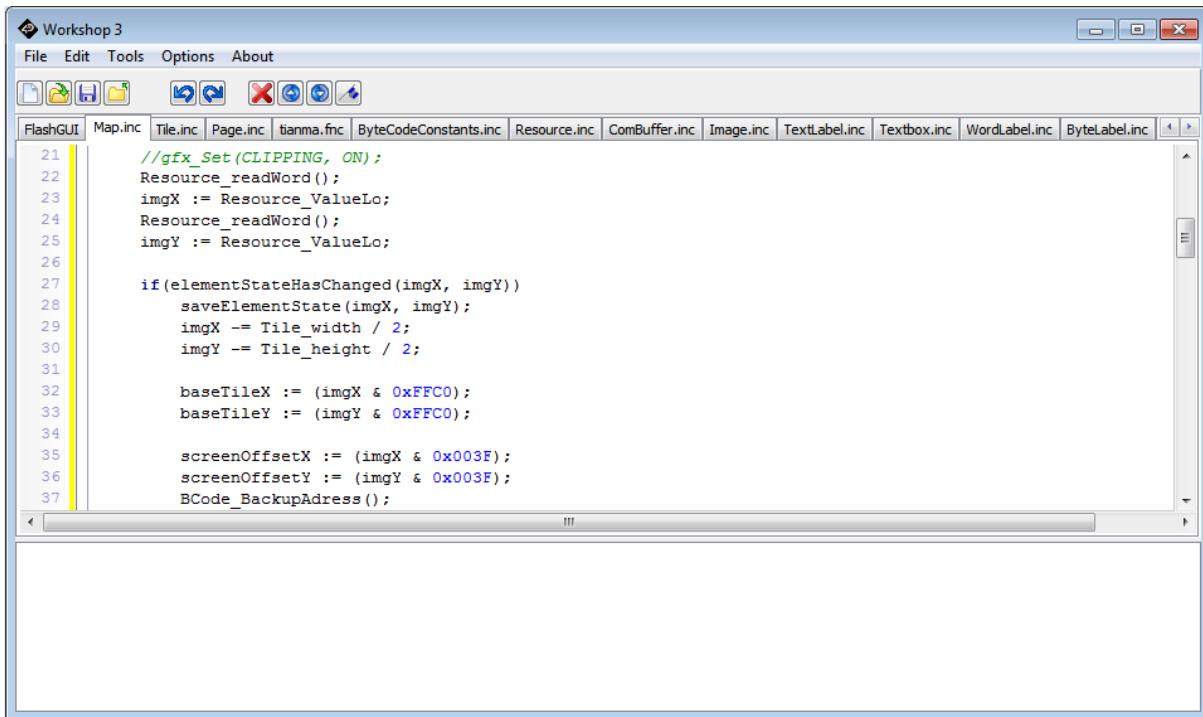 Workshop 3
File Edit Tools Options About
FlashGUI Map.inc Tile.inc Page.inc tianma.fnc ByteCodeConstants.inc Resource.inc ComBuffer.inc Image.inc TextLabel.inc Textbox.inc WordLabel.inc ByteLabel.inc
21 //gfx_Set(CLIPPING, ON);
22 Resource_readWord();
23 imgX := Resource_ValueLo;
24 Resource_readWord();
25 imgY := Resource_ValueLo;
26
27 if(elementStateHasChanged(imgX, imgY))
28 saveElementState(imgX, imgY);
29 imgX -= Tile_width / 2;
30 imgY -= Tile_height / 2;
31
32 baseTileX := (imgX & 0xFFC0);
33 baseTileY := (imgY & 0xFFC0);
34
35 screenOffsetX := (imgX & 0x003F);
36 screenOffsetY := (imgY & 0x003F);
37 BCode_BackupAdress();